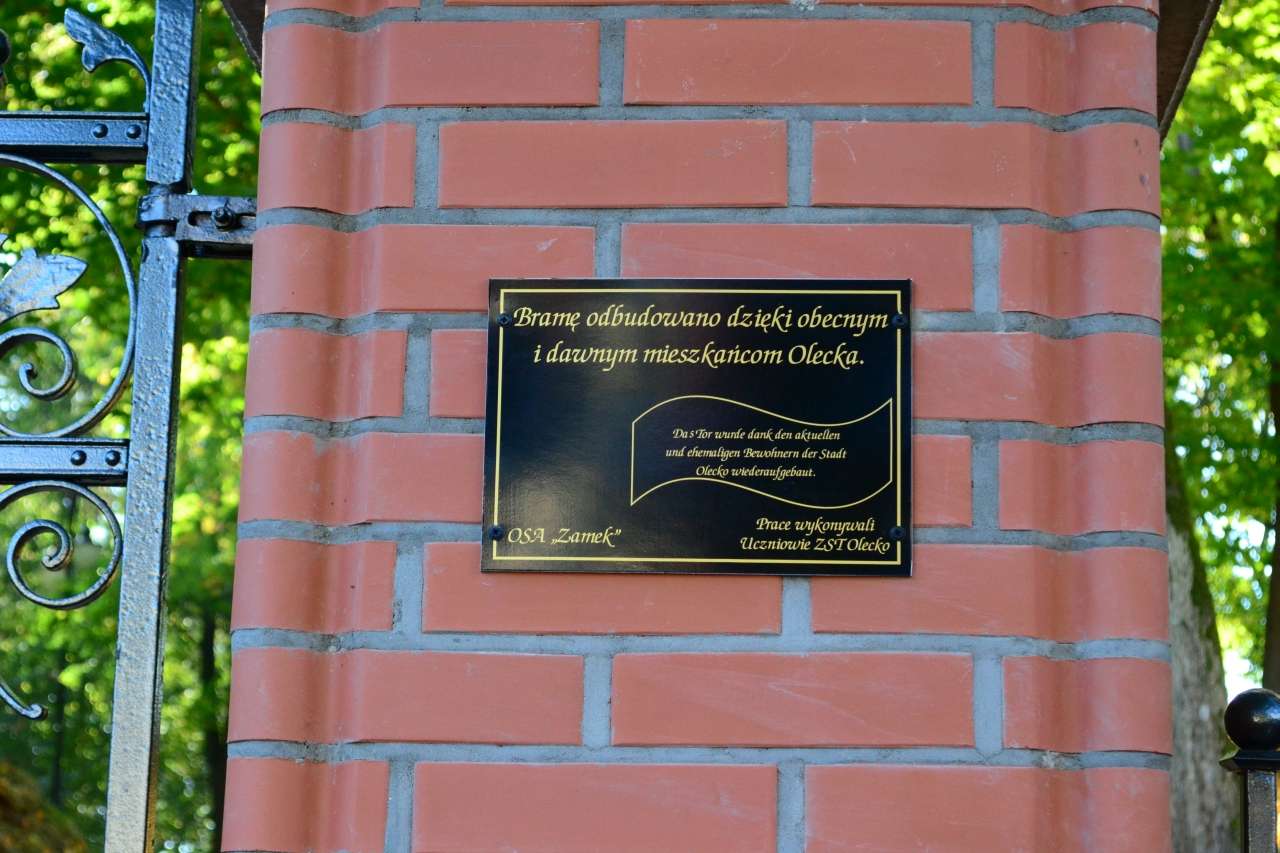 Bramę odbudowano dzięki obecnym
i dawnym mieszkańcom Olecka.
Das Tor wurde dank den aktuellen
und ehemaligen Bewohnern der Stadt
Olecko wiederaufgebaut.
OSA „Zamek”
Prace wykonywali
Uczniowie ZST Olecko